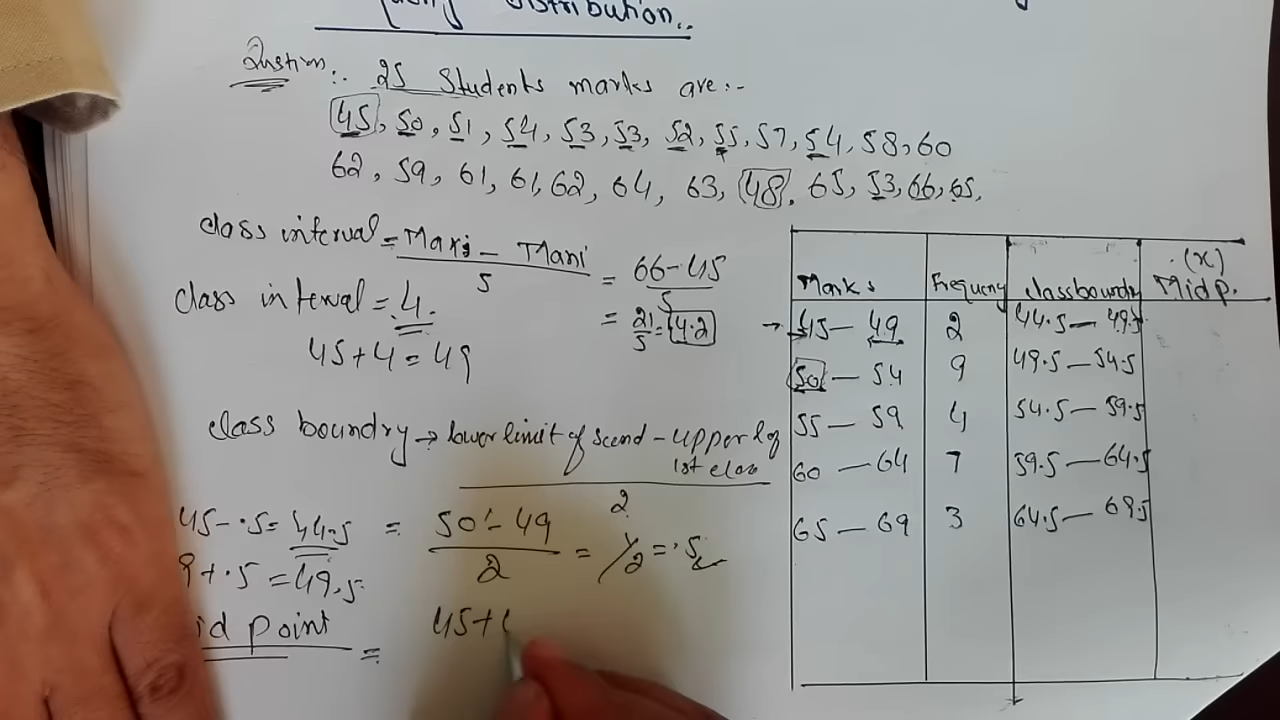 Distribution..
Qustion:. 25 Students marks are:-
45, 50, 51, 54, 53, 53, 52, 55, 57, 54, 58, 60
62, 59, 61, 61, 62, 64, 63, 48, 65, 53, 66, 65.
class interval = Maxi - Mani / 5 = 66-45 / 5
= 21/5 = 4.2
class interval = 4.
45+4 = 49
class boundry → lower limit of scend - upper l of 1st class / 2
45-.5= 44.5 = 50-49 / 2 = 1/2 = .5
9+.5 = 49.5
id point = 45+
Marks Frequeny classboundry (x) Mid p.
45-49 2 44.5-49.5
50-54 9 49.5-54.5
55-59 4 54.5-59.5
60-64 7 59.5-64.5
65-69 3 64.5-69.5